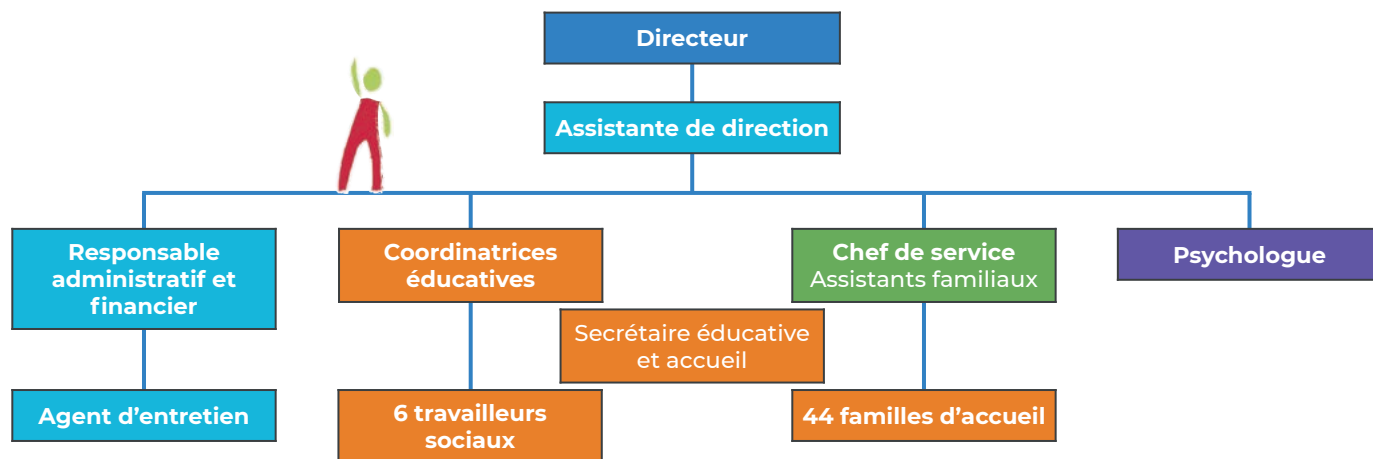 Directeur
Assistante de direction
Responsable
administratif et
financier
Coordinatrices
éducatives
Chef de service
Assistants familiaux
Psychologue
Secrétaire éducative
et accueil
Agent d’entretien
6 travailleurs
sociaux
44 familles d’accueil